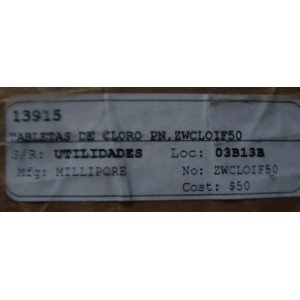 13915
TABLETAS DE CLORO PN.ZWCLOIF50
S/R: UTILIDADES Loc: 03B13B
Mfg: MILLIPORE No: ZWCLOIF50
Cost: $50